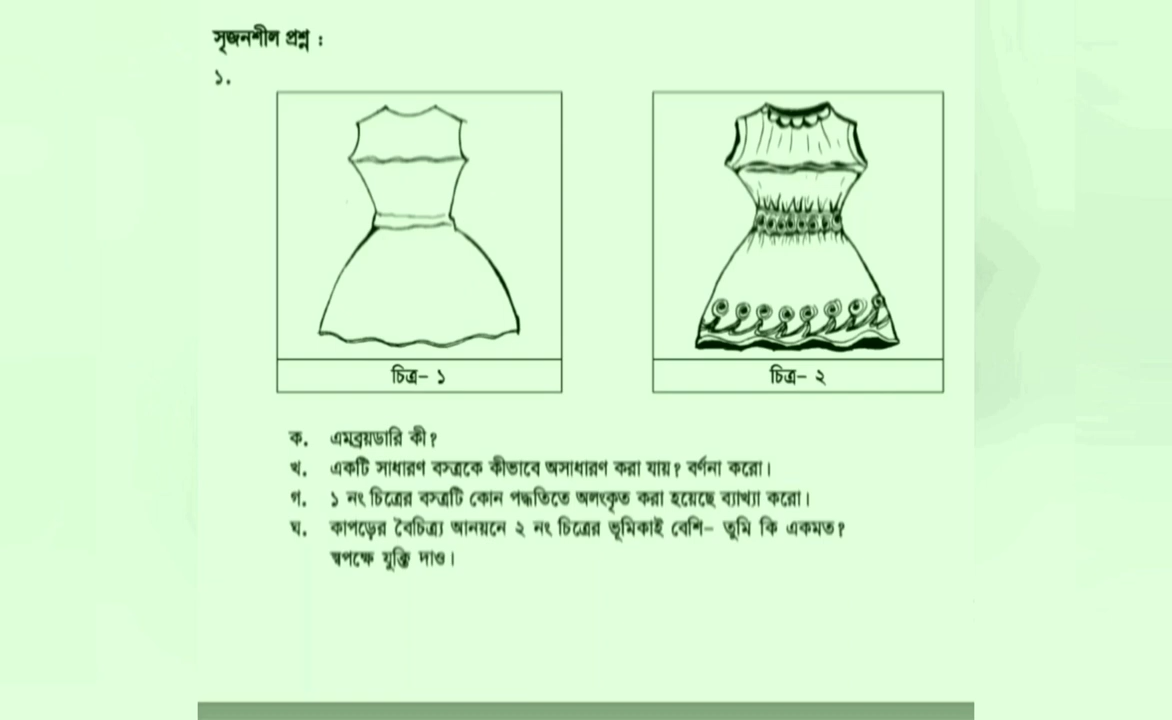 সৃজনশীল প্রশ্ন :
১.
চিত্র- ১
চিত্র- ২
ক. এমব্রয়ডারি কী?
খ. একটি সাধারণ বস্ত্রকে কীভাবে অসাধারণ করা যায়? বর্ণনা করো।
গ. ১ নং চিত্রের বস্ত্রটি কোন পদ্ধতিতে অলংকৃত করা হয়েছে ব্যাখ্যা করো।
ঘ. কাপড়ের বৈচিত্র্য আনয়নে ২ নং চিত্রের ভূমিকাই বেশি- তুমি কি একমত?
স্বপক্ষে যুক্তি দাও।